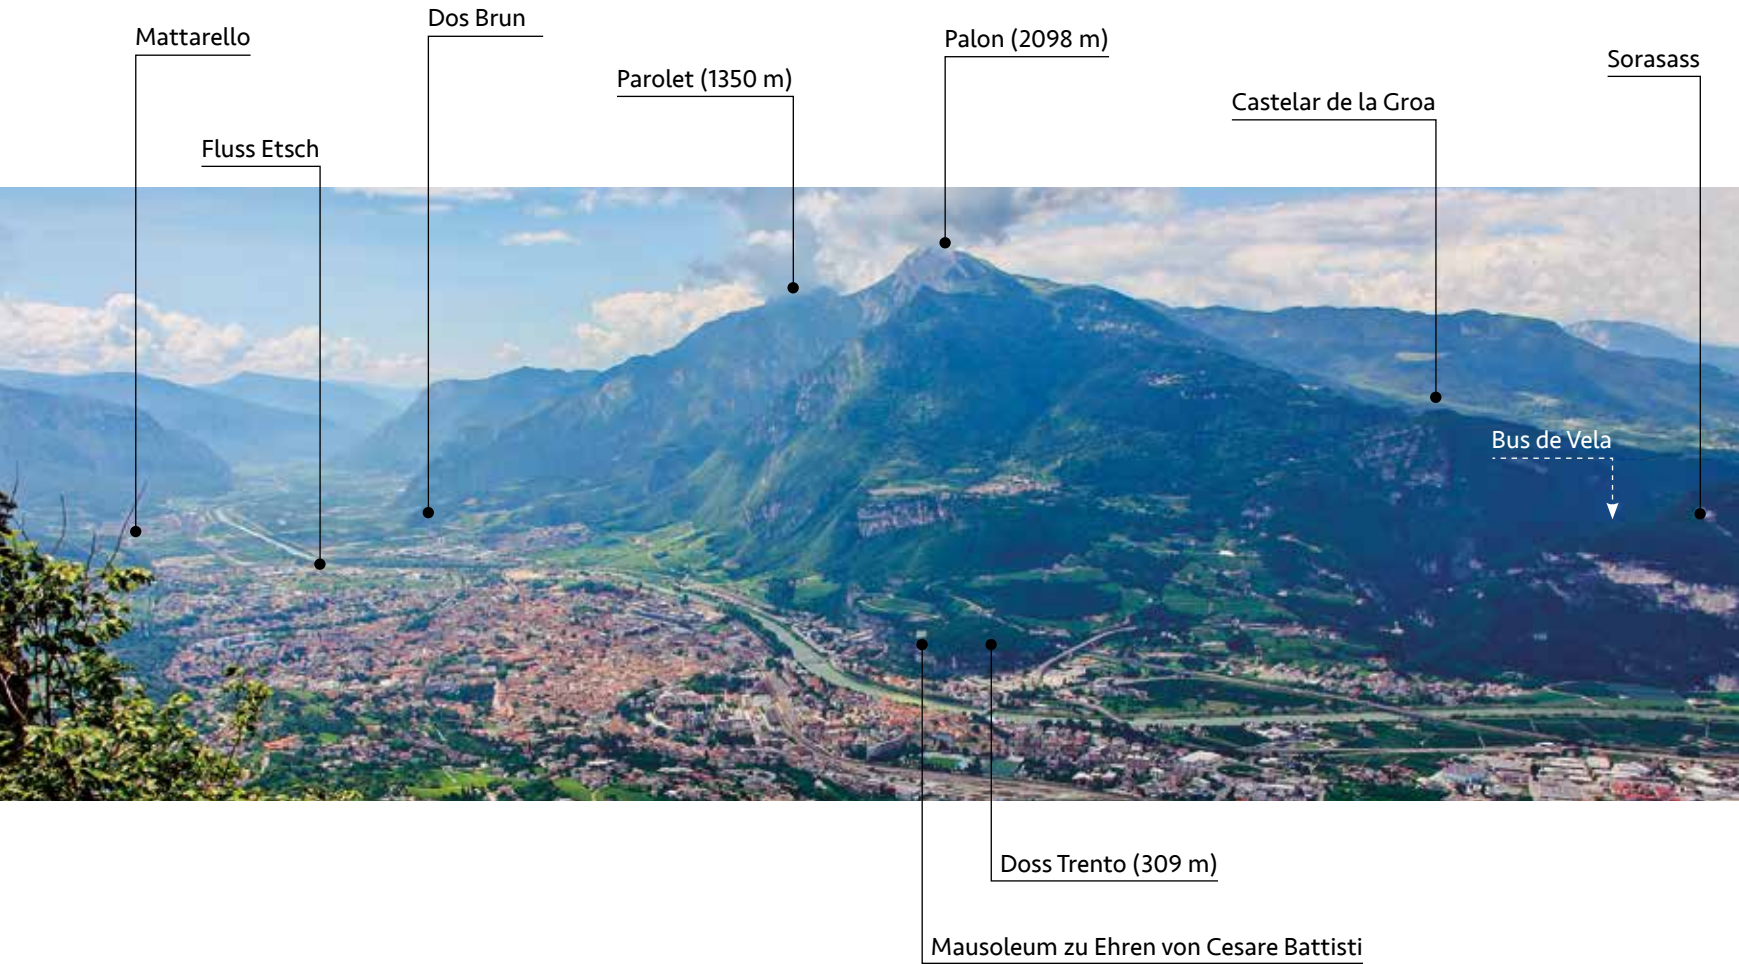 Dos Brun
Mattarello
Palon (2098 m)
Sorasass
Parolet (1350 m)
Castelar de la Groa
Fluss Etsch
Bus de Vela
Doss Trento (309 m)
Mausoleum zu Ehren von Cesare Battisti